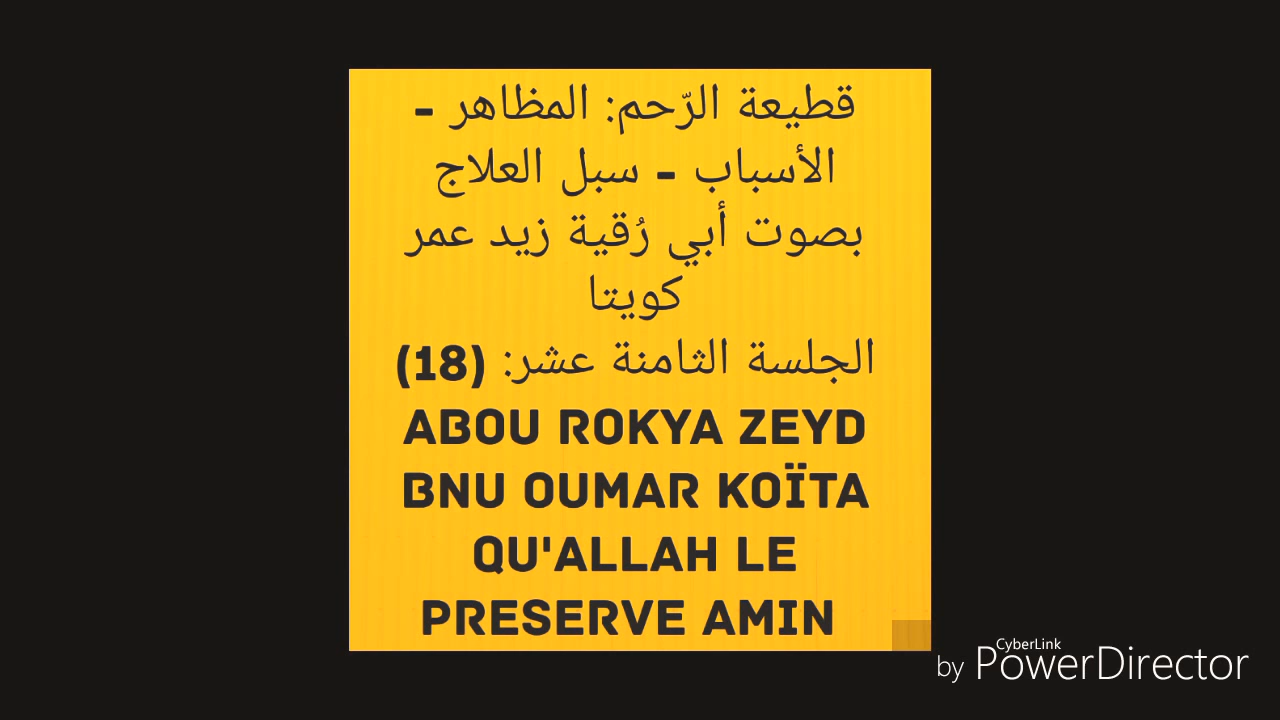 قطيعة الرّحم: المظاهر -
الأسباب - سبل العلاج
بصوت أبي رُقية زيد عمر
كويتا
الجلسة الثامنة عشر: (18)
ABOU ROKYA ZEYD
BNU OUMAR KOÏTA
QU'ALLAH LE
PRESERVE AMIN
CyberLink
by PowerDirector